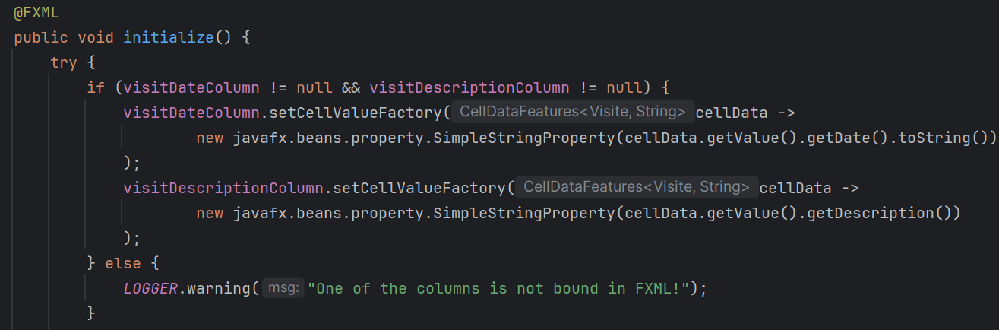 @FXML
public void initialize() {
    try {
        if (visitDateColumn != null && visitDescriptionColumn != null) {
            visitDateColumn.setCellValueFactory( CellDataFeatures<Visite, String> cellData ->
                    new javafx.beans.property.SimpleStringProperty(cellData.getValue().getDate().toString())
            );
            visitDescriptionColumn.setCellValueFactory( CellDataFeatures<Visite, String> cellData ->
                    new javafx.beans.property.SimpleStringProperty(cellData.getValue().getDescription())
            );
        } else {
            LOGGER.warning( msg: "One of the columns is not bound in FXML!");
        }